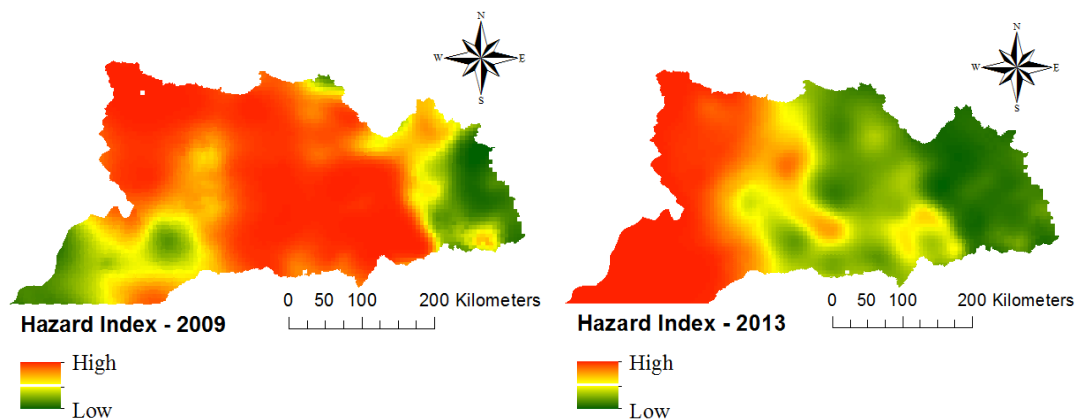 N
W E
S
0 50 100 200 Kilometers
Hazard Index - 2009
High
Low
N
W E
S
0 50 100 200 Kilometers
Hazard Index - 2013
High
Low